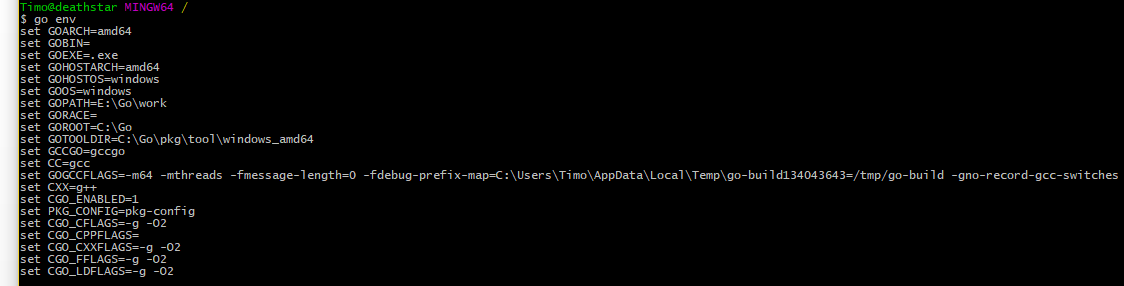 Timo@deathstar MINGW64 /
$ go env
set GOARCH=amd64
set GOBIN=
set GOEXE=.exe
set GOHOSTARCH=amd64
set GOHOSTOS=windows
set GOOS=windows
set GOPATH=E:\Go\work
set GORACE=
set GOROOT=C:\Go
set GOTOOLDIR=C:\Go\pkg\tool\windows_amd64
set GCCGO=gccgo
set CC=gcc
set GOGCCFLAGS=-m64 -mthreads -fmessage-length=0 -fdebug-prefix-map=C:\Users\Timo\AppData\Local\Temp\go-build134043643=/tmp/go-build -gno-record-gcc-switches
set CXX=g++
set CGO_ENABLED=1
set PKG_CONFIG=pkg-config
set CGO_CFLAGS=-g -O2
set CGO_CPPFLAGS=
set CGO_CXXFLAGS=-g -O2
set CGO_FFLAGS=-g -O2
set CGO_LDFLAGS=-g -O2